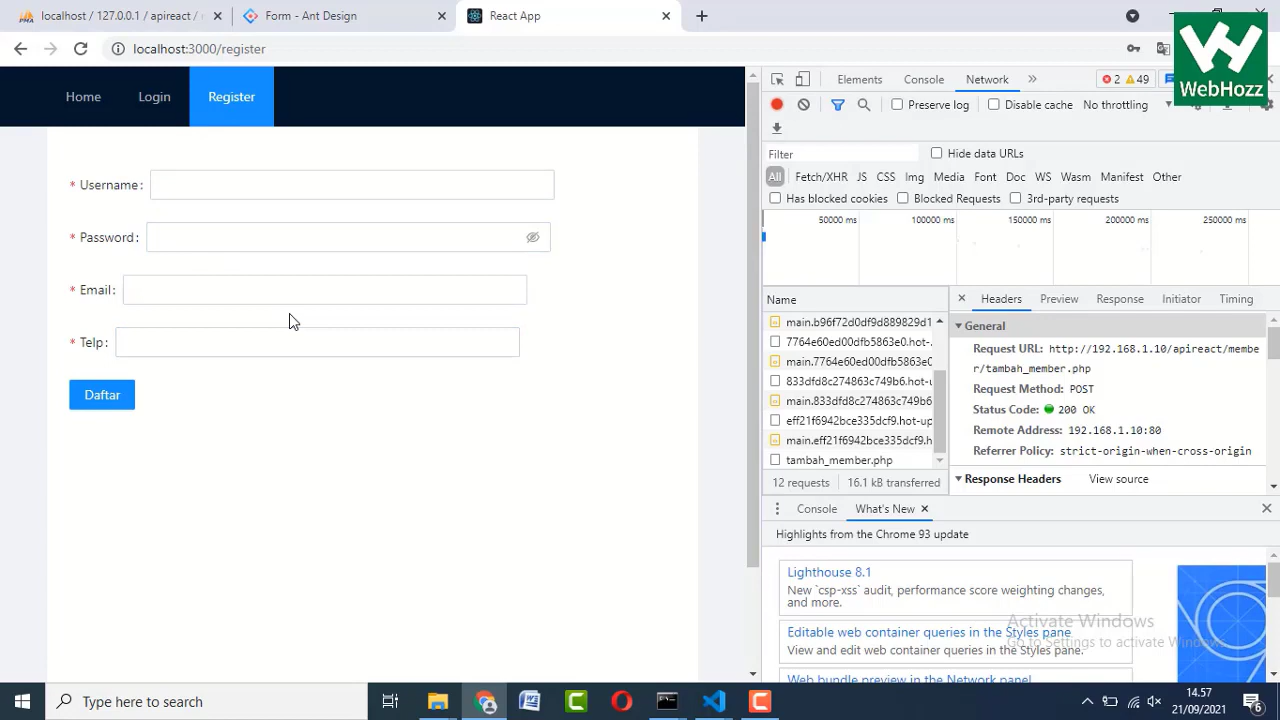 localhost / 127.0.0.1 / apireact /
Form - Ant Design
React App
localhost:3000/register
WebHozz
Home
Login
Register
* Username:
* Password:
* Email:
* Telp:
Daftar
Elements
Console
Network
2
49
Preserve log
Disable cache
No throttling
Filter
Hide data URLs
All
Fetch/XHR
JS
CSS
Img
Media
Font
Doc
WS
Wasm
Manifest
Other
Has blocked cookies
Blocked Requests
3rd-party requests
50000 ms
100000 ms
150000 ms
200000 ms
250000 ms
Name
main.b96f72d0df9d889829d1
7764e60ed00dfb5863e0.hot-
main.7764e60ed00dfb5863e0
833dfd8c274863c749b6.hot-u
main.833dfd8c274863c749b6
eff21f6942bce335dcf9.hot-up
main.eff21f6942bce335dcf9.h
tambah_member.php
12 requests
16.1 kB transferred
Headers
Preview
Response
Initiator
Timing
General
Request URL: http://192.168.1.10/apireact/membe
r/tambah_member.php
Request Method: POST
Status Code: 200 OK
Remote Address: 192.168.1.10:80
Referrer Policy: strict-origin-when-cross-origin
Response Headers
View source
Console
What's New
Highlights from the Chrome 93 update
Lighthouse 8.1
New `csp-xss` audit, performance score weighting changes,
and more.
Editable web container queries in the Styles pane
View and edit web container queries in the Styles pane.
Web bundle preview in the Network panel
Activate Windows
Go to Settings to activate Windows.
Type here to search
14.57
21/09/2021
6